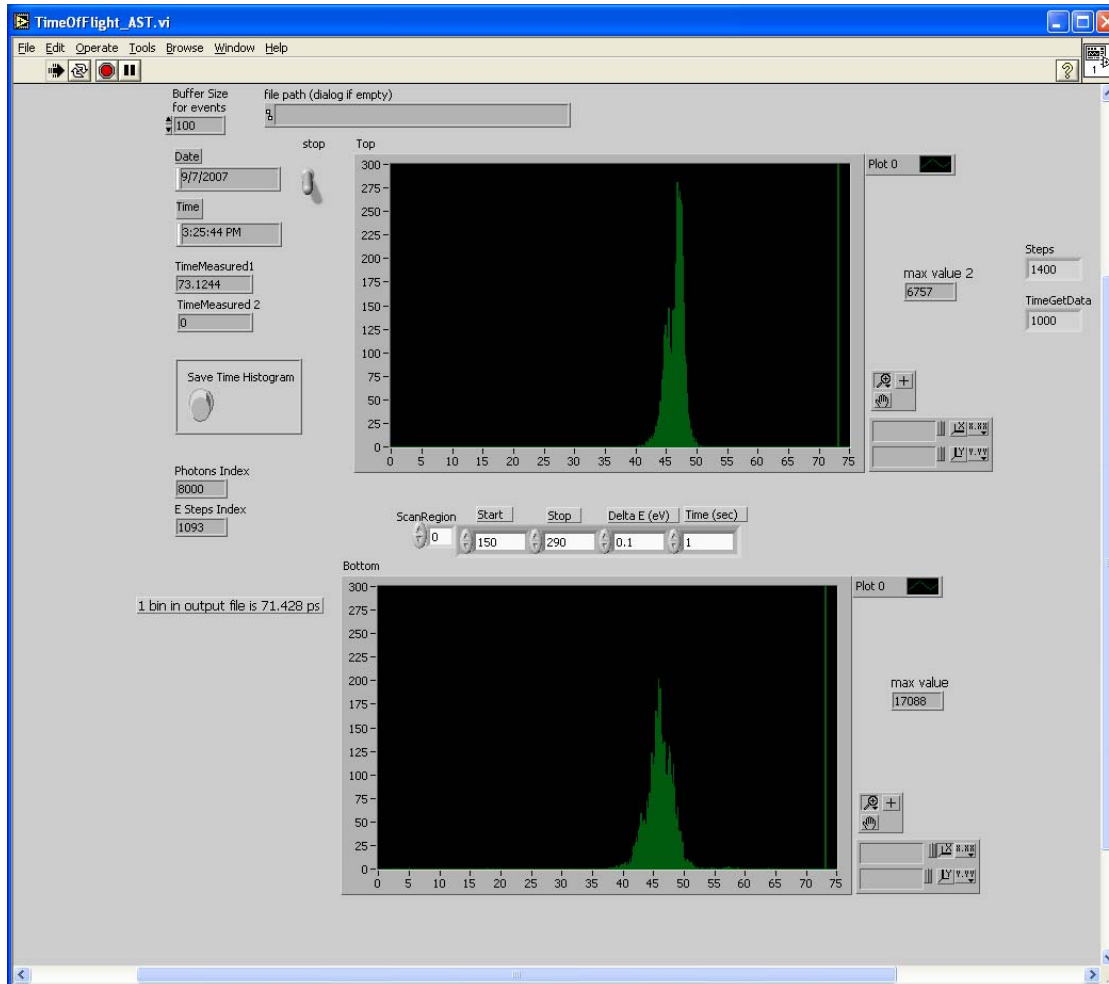 TimeOfFlight_AST.vi
File Edit Operate Tools Browse Window Help
1
Buffer Size
for events
100
file path (dialog if empty)
stop
Date
9/7/2007
Time
3:25:44 PM
TimeMeasured1
73.1244
TimeMeasured 2
0
Save Time Histogram
Photons Index
8000
E Steps Index
1093
1 bin in output file is 71.428 ps
Top
Plot 0
300
275
250
225
200
175
150
125
100
75
50
25
0
0 5 10 15 20 25 30 35 40 45 50 55 60 65 70 75
max value 2
6757
Steps
1400
TimeGetData
1000
X X.XX
Y Y.YY
ScanRegion Start Stop Delta E (eV) Time (sec)
0 150 290 0.1 1
Bottom
Plot 0
300
275
250
225
200
175
150
125
100
75
50
25
0
0 5 10 15 20 25 30 35 40 45 50 55 60 65 70 75
max value
17088
X X.XX
Y Y.YY